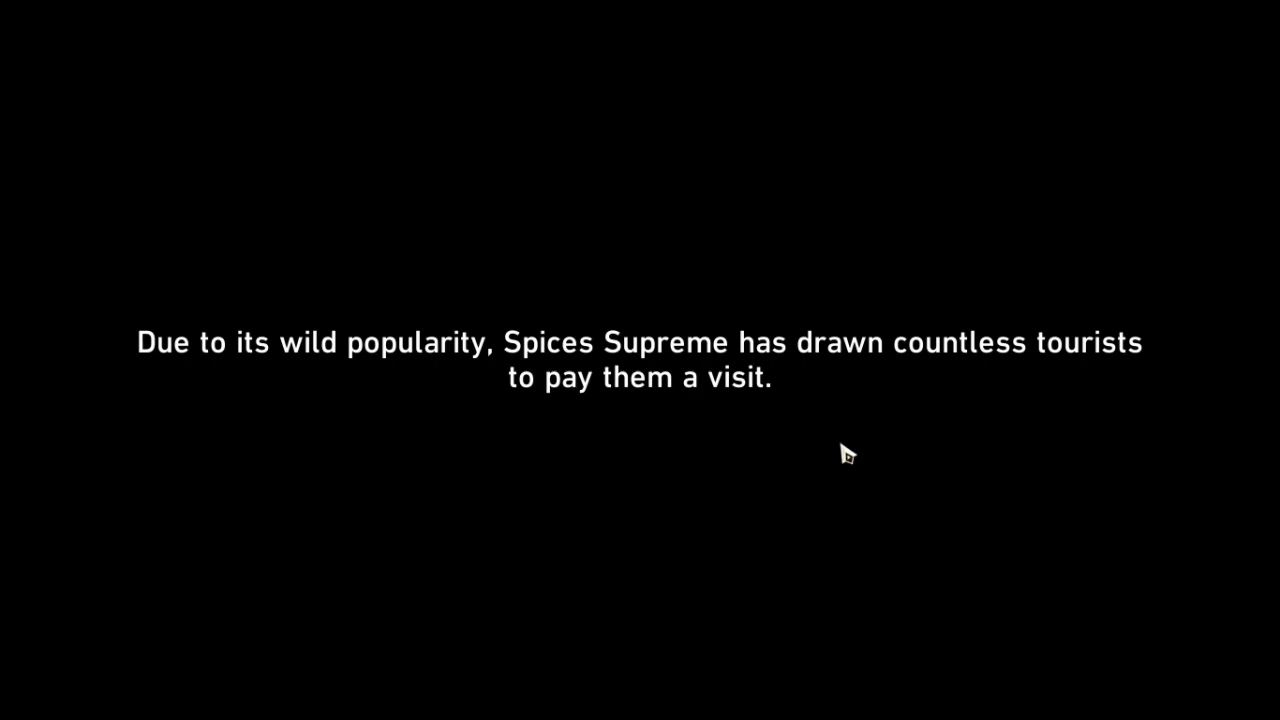 Due to its wild popularity, Spices Supreme has drawn countless tourists
to pay them a visit.